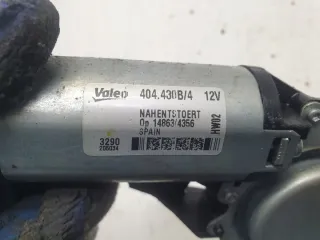 Valeo 404.430B/4 12V
NAHENTSTOERT
Op 14863/4356
SPAIN
HW02
3290